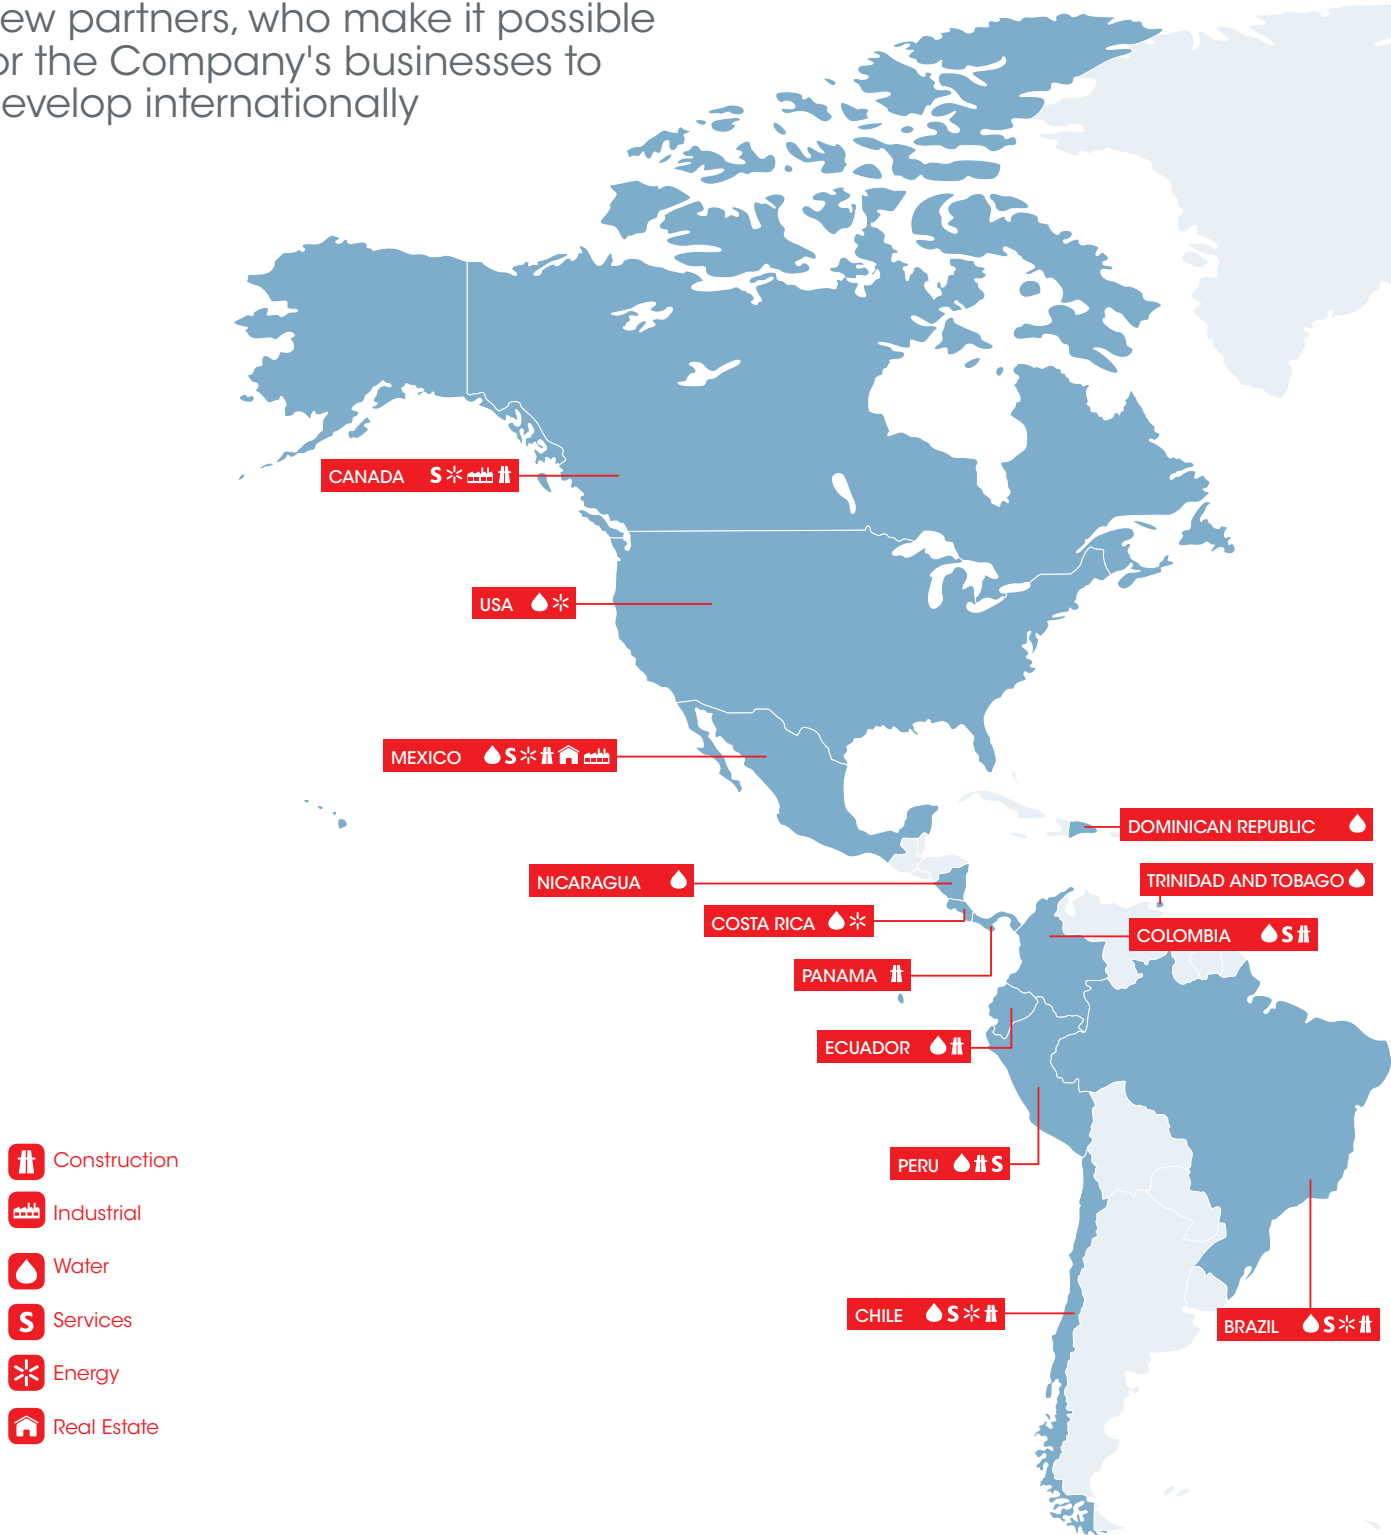 ew partners, who make it possible
or the Company's businesses to
evelop internationally
CANADA S
USA
MEXICO S
DOMINICAN REPUBLIC
NICARAGUA
TRINIDAD AND TOBAGO
COSTA RICA
COLOMBIA S
PANAMA
ECUADOR
PERU S
CHILE S
BRAZIL S
Construction
Industrial
Water
S Services
Energy
Real Estate